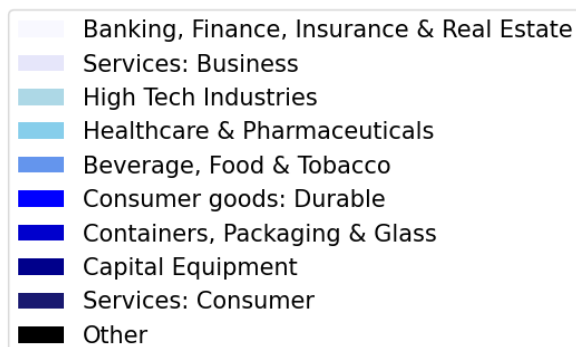 Banking, Finance, Insurance & Real Estate
Services: Business
High Tech Industries
Healthcare & Pharmaceuticals
Beverage, Food & Tobacco
Consumer goods: Durable
Containers, Packaging & Glass
Capital Equipment
Services: Consumer
Other